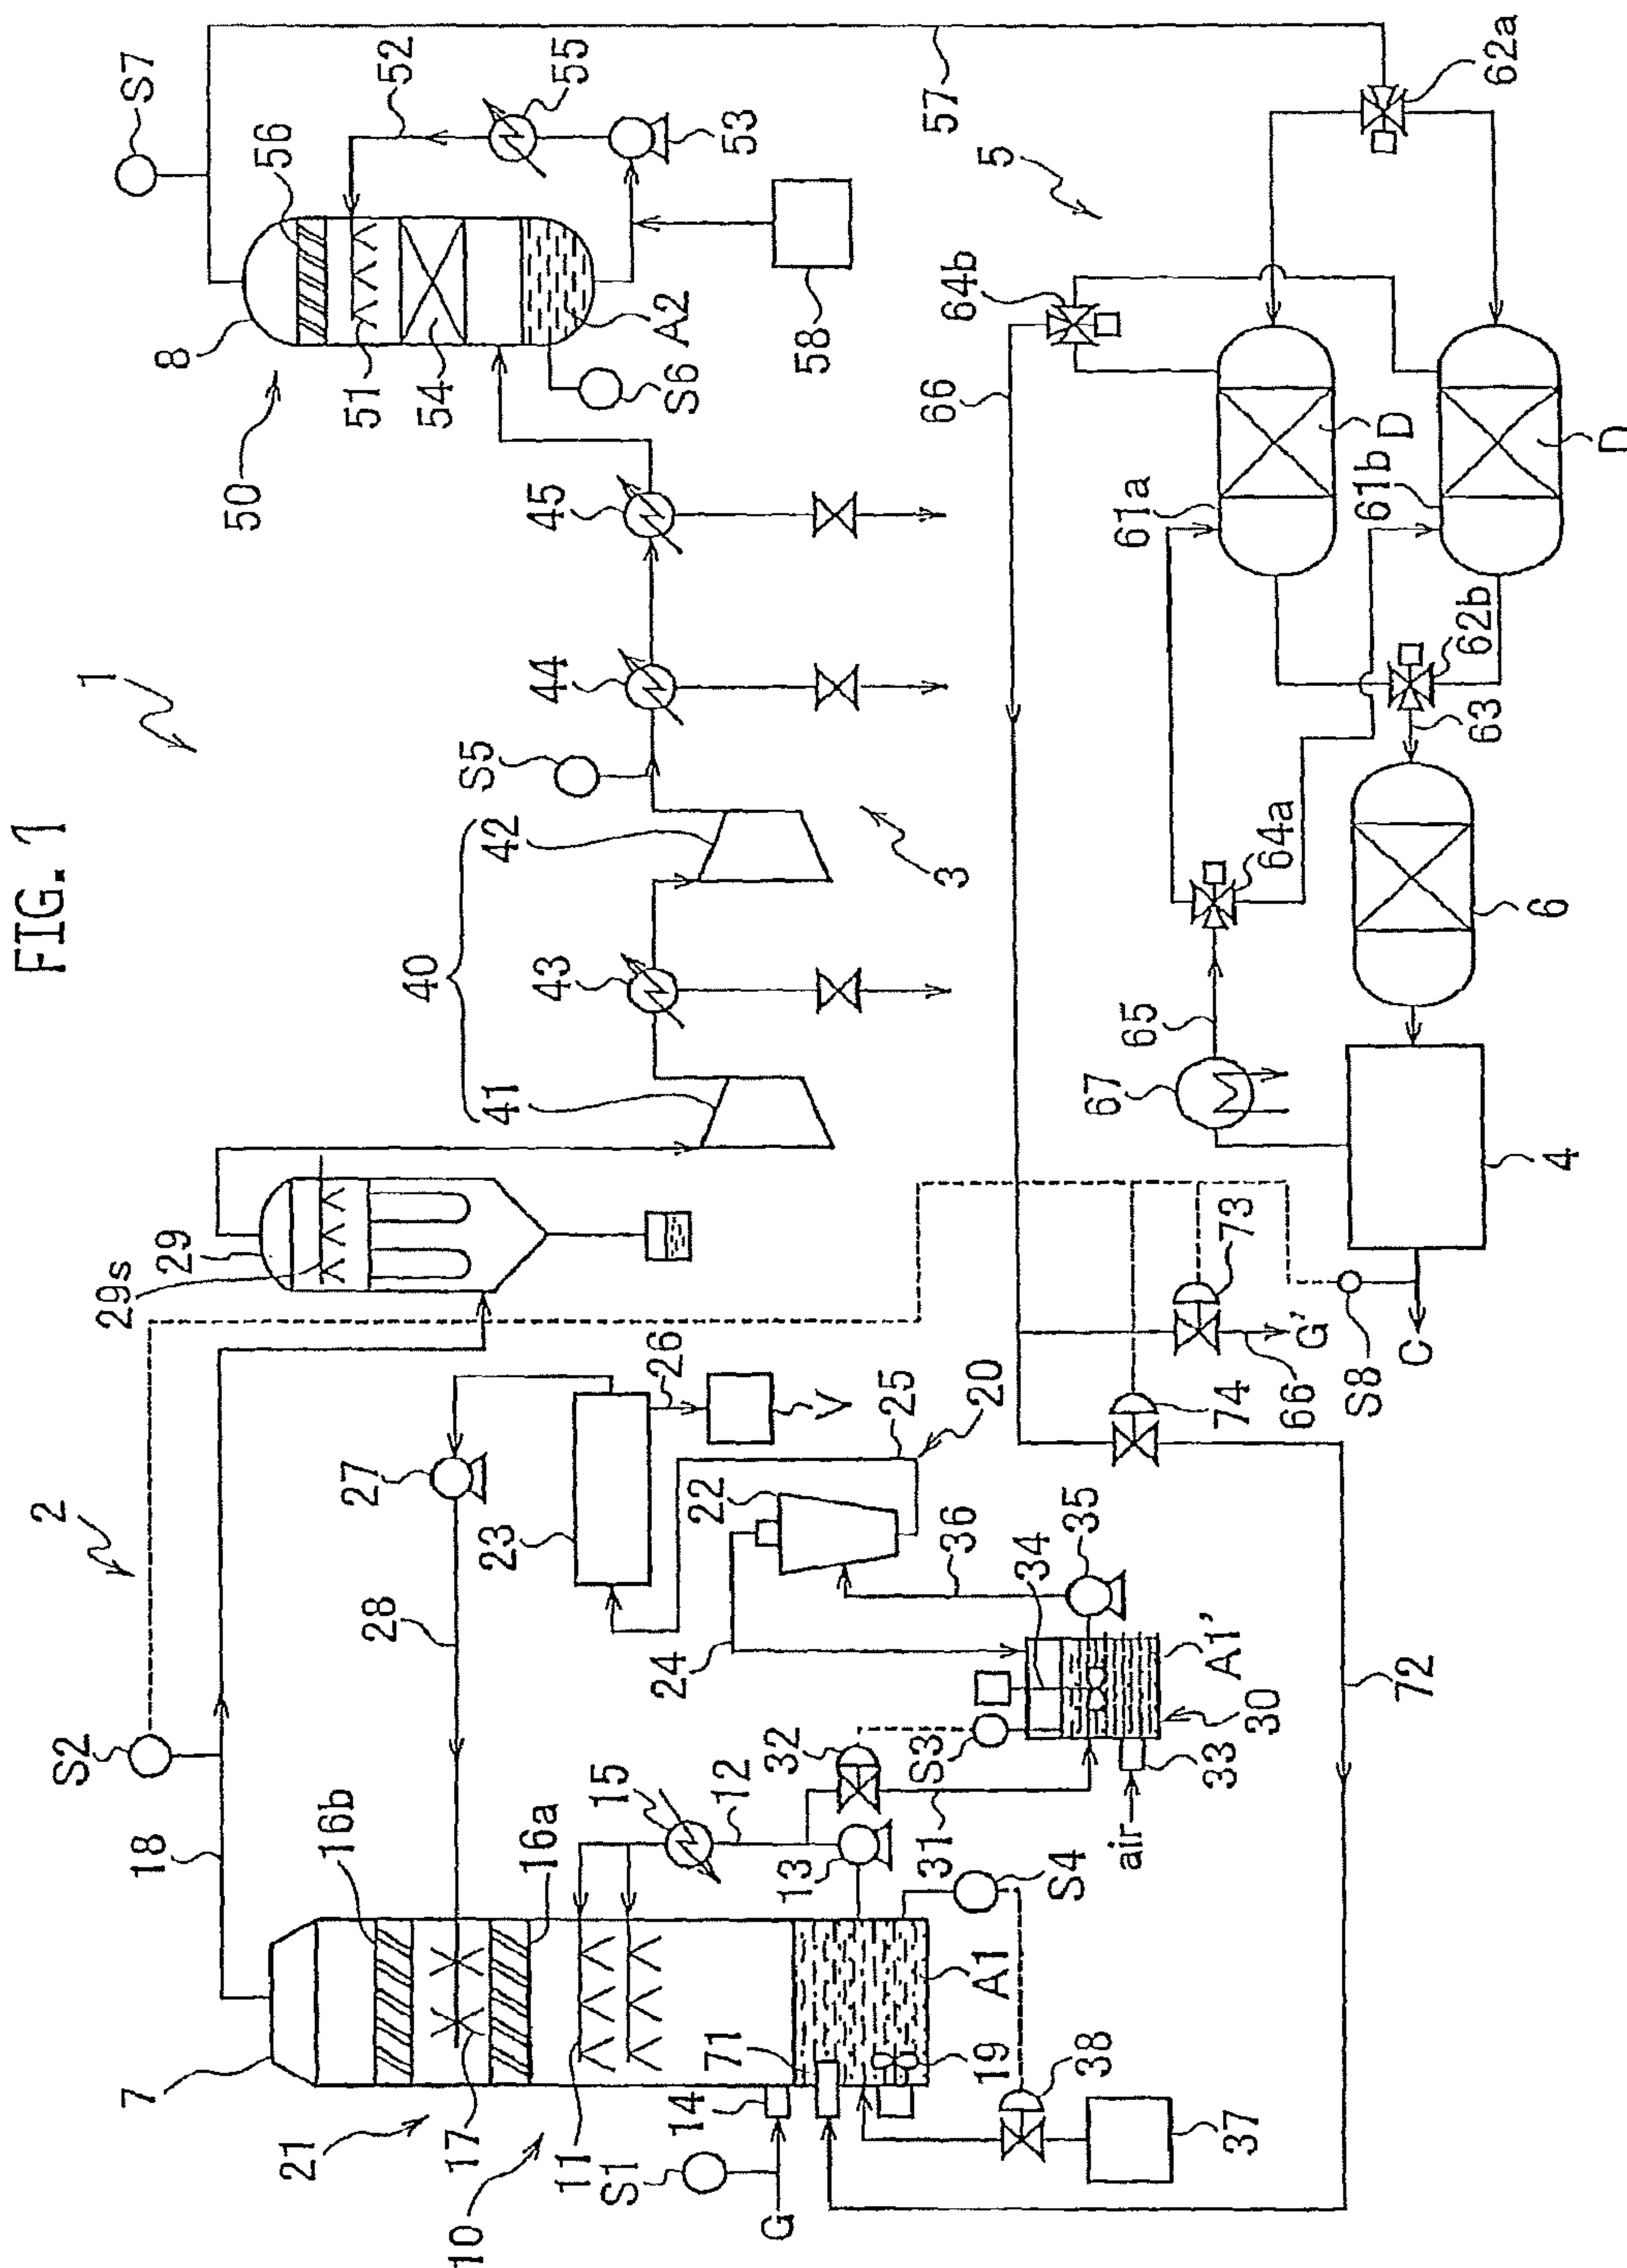 FIG. 1
1
2
S2
18
16b
7
21
17
10
11
S1
G
14
16a
28
27
23
26
V
25
20
22
24
36
35
34
30
A1'
33
air
S3
32
31
15
12
13
S4
A1
71
19
38
37
72
74
73
66
G'
S8
C
29s
29
40
41
42
43
44
45
S5
3
50
8
S7
56
52
55
53
51
54
S6
A2
58
57
5
62a
64b
66
61a
D
61b
D
62b
63
64a
65
67
6
4